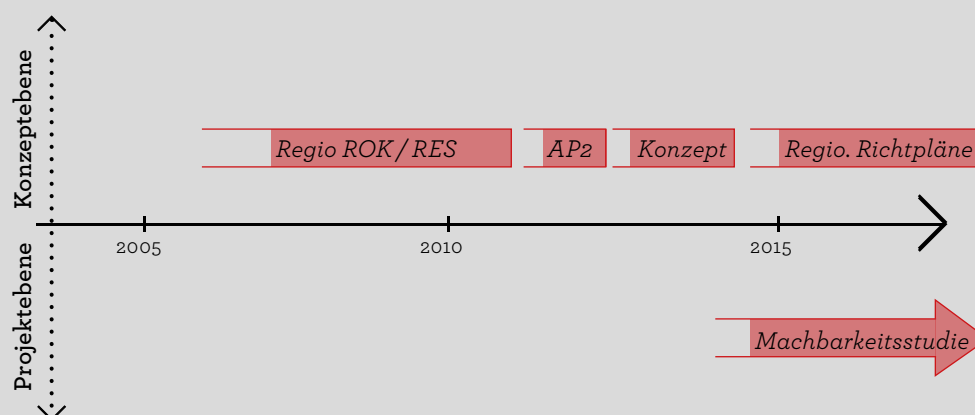 Konzeptebene
Regio ROK / RES
AP2
Konzept
Regio. Richtpläne
2005
2010
2015
Projektebene
Machbarkeitsstudie